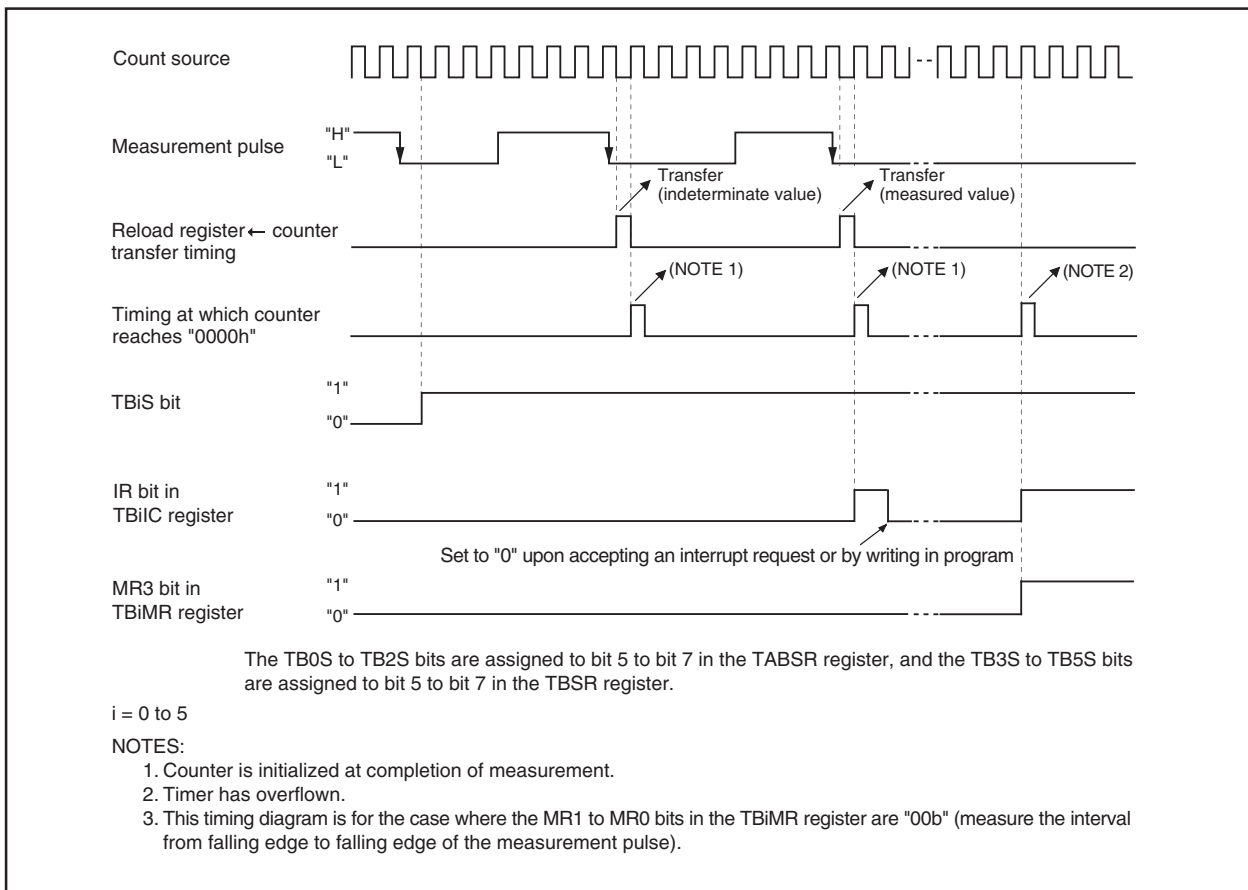 Count source
Measurement pulse
"H"
"L"
Transfer
(indeterminate value)
Transfer
(measured value)
Reload register ← counter
transfer timing
(NOTE 1)
(NOTE 1)
(NOTE 2)
Timing at which counter
reaches "0000h"
TBiS bit
"1"
"0"
IR bit in
TBiIC register
"1"
"0"
Set to "0" upon accepting an interrupt request or by writing in program
MR3 bit in
TBiMR register
"1"
"0"
The TB0S to TB2S bits are assigned to bit 5 to bit 7 in the TABSR register, and the TB3S to TB5S bits
are assigned to bit 5 to bit 7 in the TBSR register.
i = 0 to 5
NOTES:
1. Counter is initialized at completion of measurement.
2. Timer has overflown.
3. This timing diagram is for the case where the MR1 to MR0 bits in the TBiMR register are "00b" (measure the interval
from falling edge to falling edge of the measurement pulse).